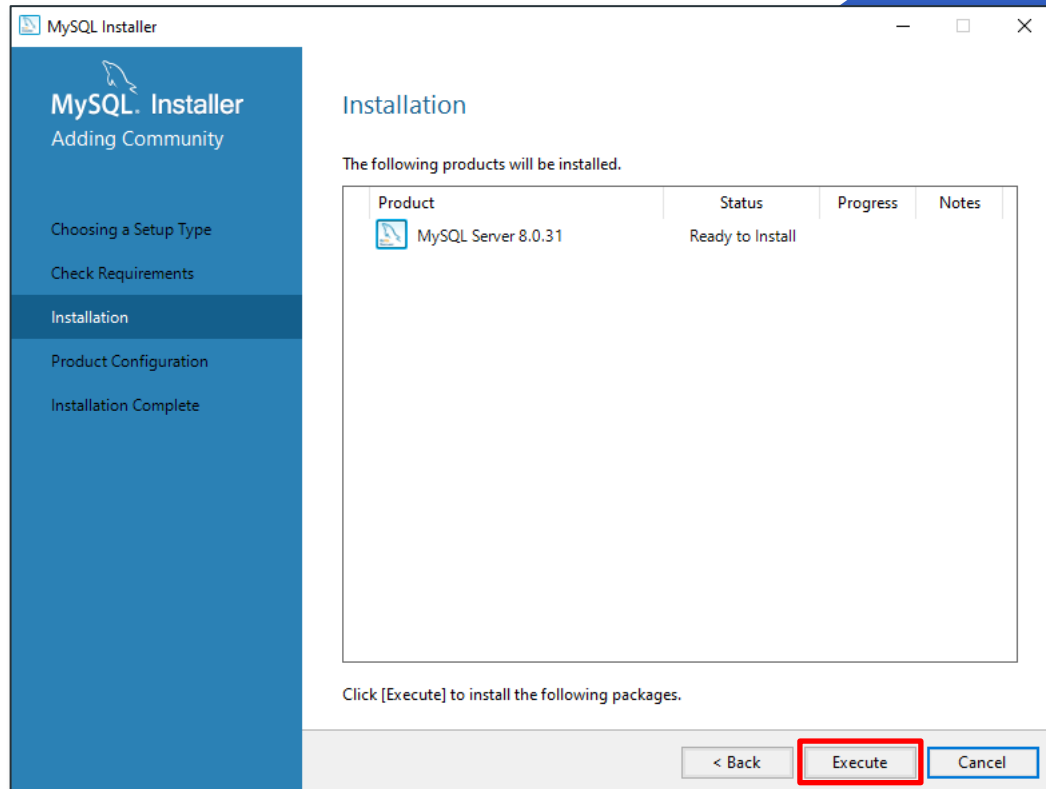 MySQL Installer
MySQL. Installer
Adding Community
Choosing a Setup Type
Check Requirements
Installation
Product Configuration
Installation Complete
Installation
The following products will be installed.
Product Status Progress Notes
MySQL Server 8.0.31 Ready to Install
Click [Execute] to install the following packages.
< Back Execute Cancel